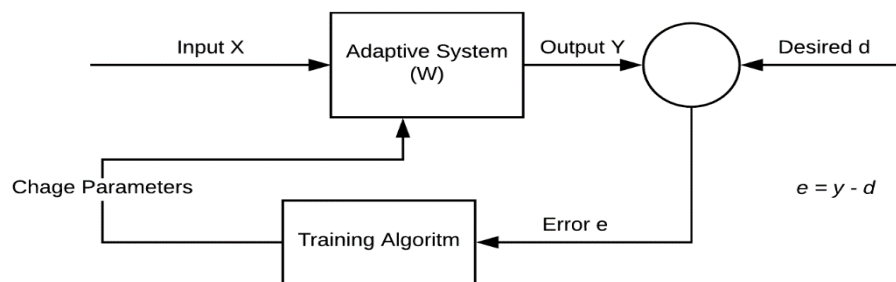 Input X
Adaptive System
(W)
Output Y
Desired d
Chage Parameters
e = y - d
Training Algoritm
Error e